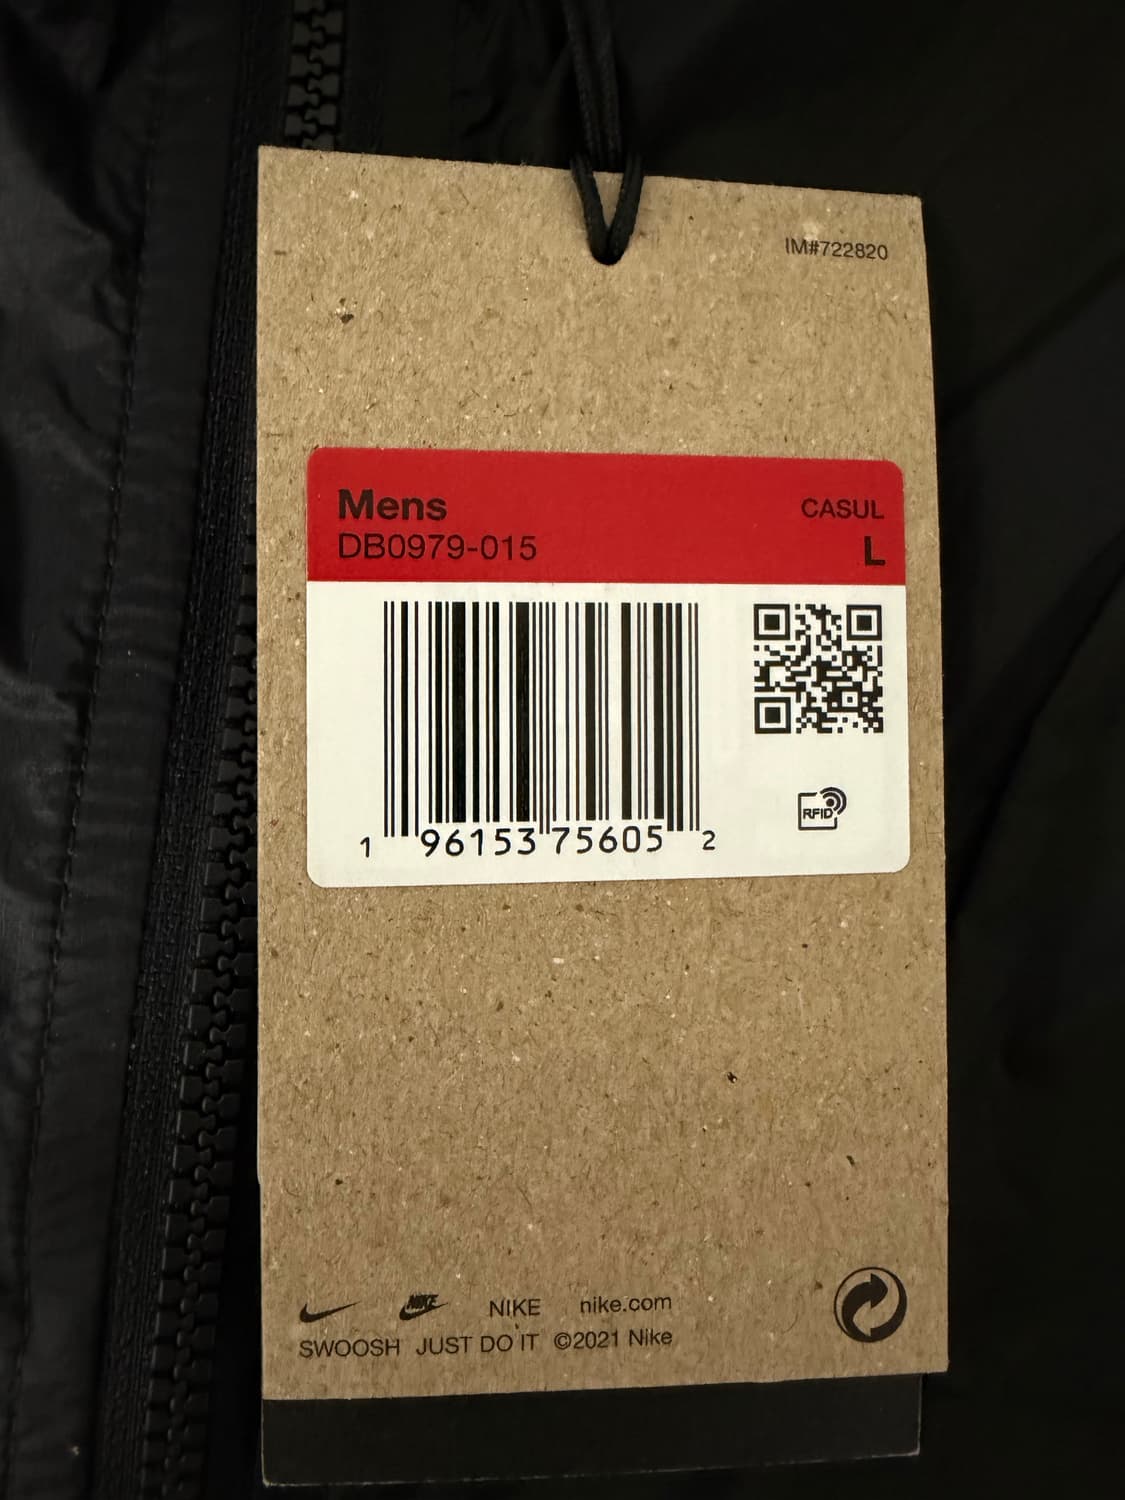 IM#722820
Mens CASUL
DB0979-015 L
RFID
1 96153 75605 2
NIKE NIKE nike.com
SWOOSH JUST DO IT ©2021 Nike